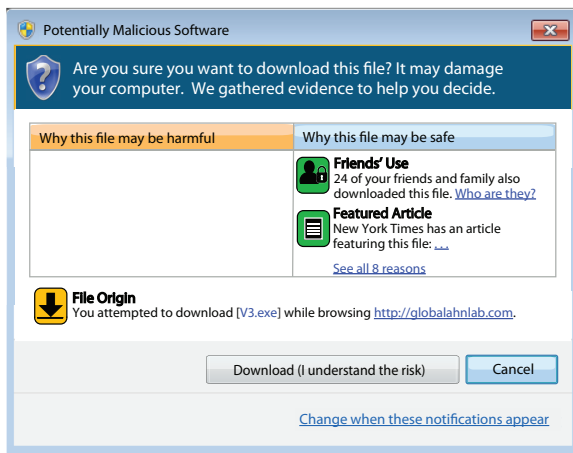 Potentially Malicious Software
Are you sure you want to download this file? It may damage
your computer. We gathered evidence to help you decide.
Why this file may be harmful
Why this file may be safe
Friends' Use
24 of your friends and family also
downloaded this file. Who are they?
Featured Article
New York Times has an article
featuring this file: ...
See all 8 reasons
File Origin
You attempted to download [V3.exe] while browsing http://globalahnlab.com.
Download (I understand the risk)
Cancel
Change when these notifications appear